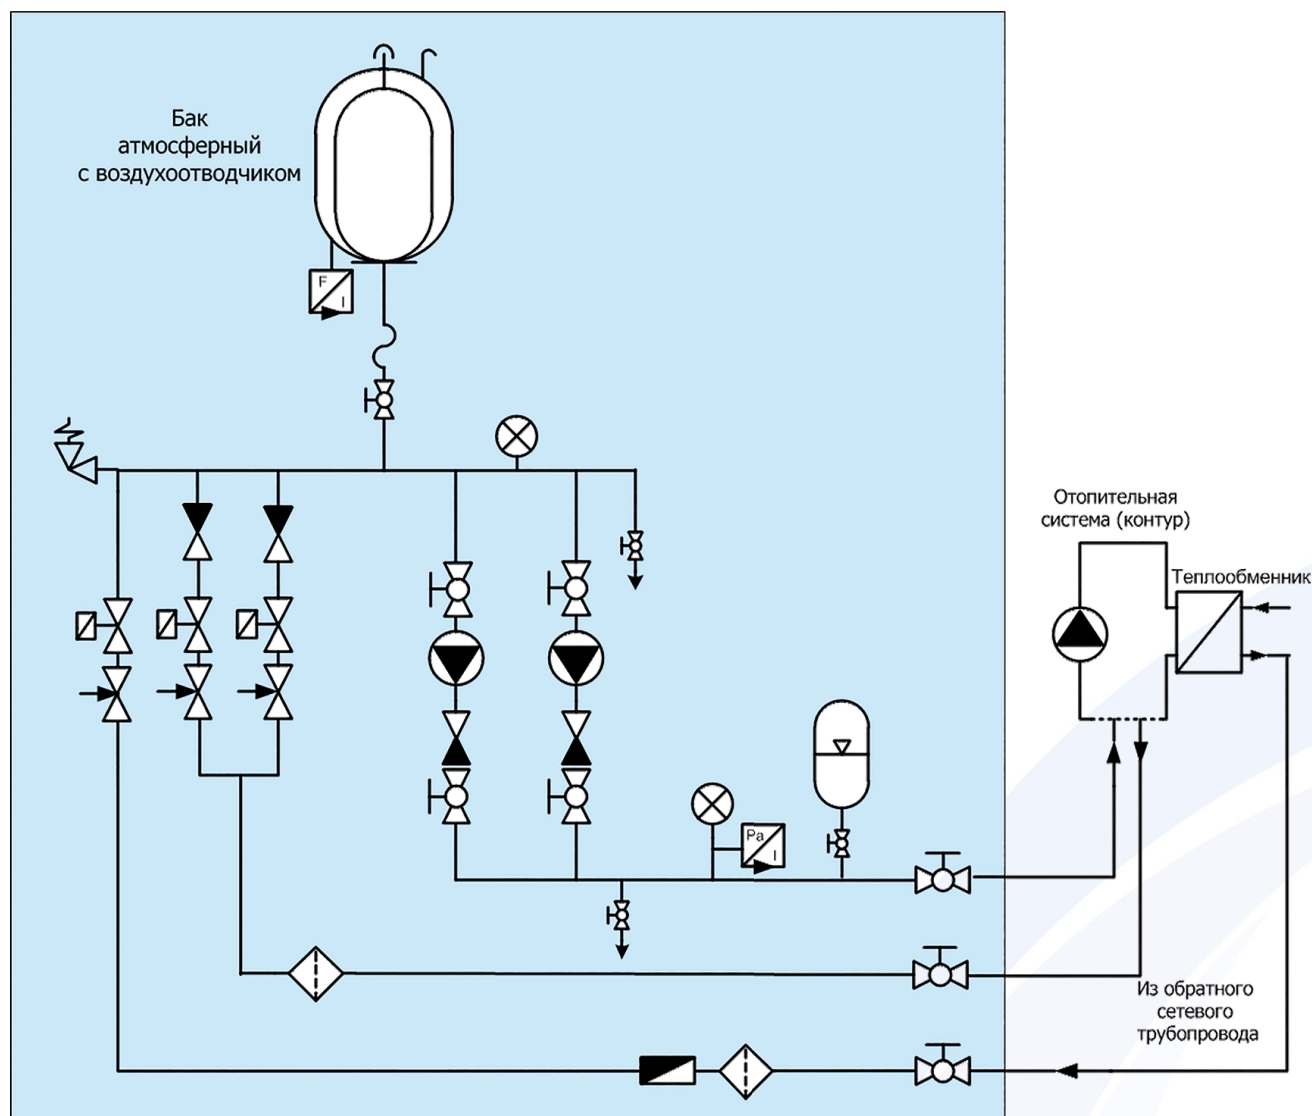 Бак
атмосферный
с воздухоотводчиком
F
I
Отопительная
система (контур)
Теплообменник
Pa
I
Из обратного
сетевого
трубопровода